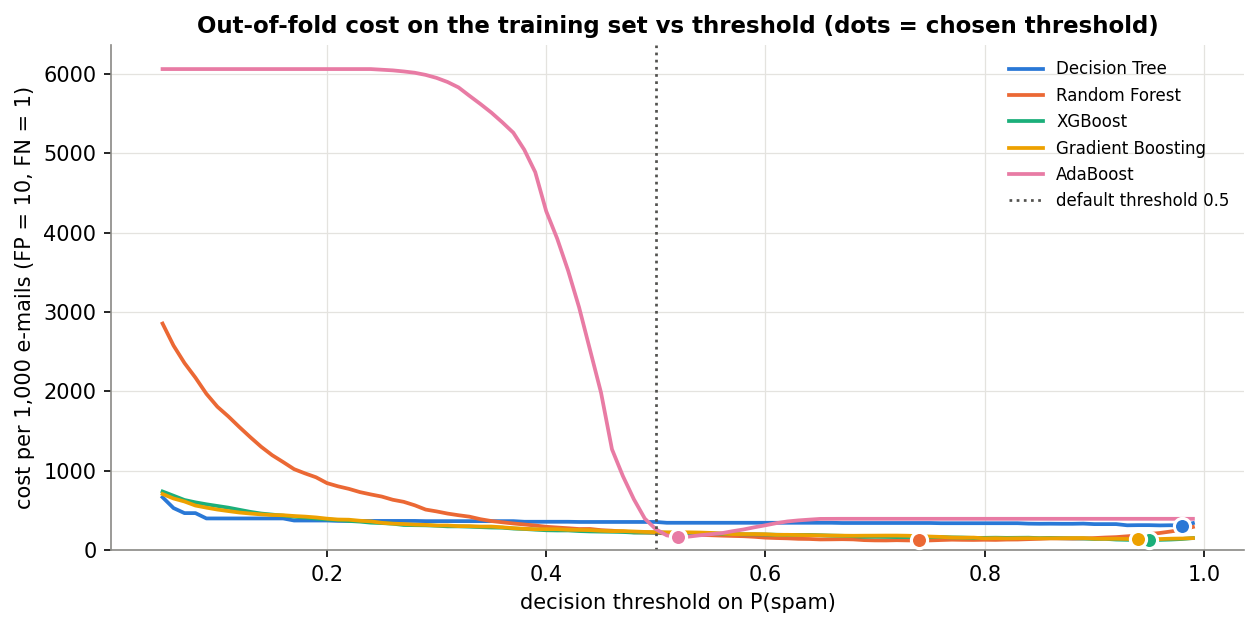 Out-of-fold cost on the training set vs threshold (dots = chosen threshold)
cost per 1,000 e-mails (FP = 10, FN = 1)
6000
5000
4000
3000
2000
1000
0
Decision Tree
Random Forest
XGBoost
Gradient Boosting
AdaBoost
default threshold 0.5
0.2
0.4
0.6
0.8
1.0
decision threshold on P(spam)